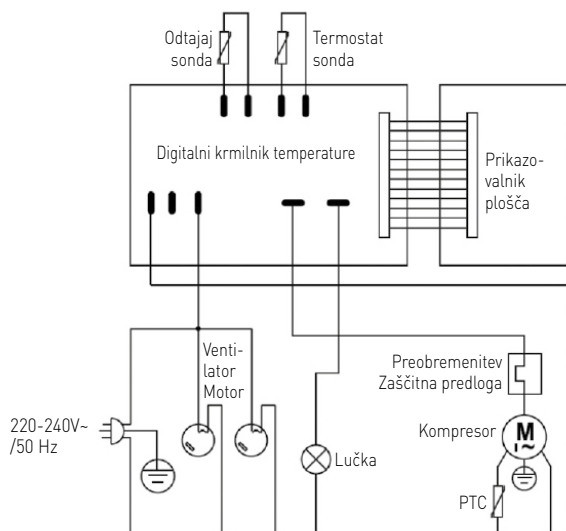 Odtajaj
sonda
Termostat
sonda
Digitalni krmilnik temperature
Prikazo-
valnik
plošča
Venti-
lator
Motor
Preobremenitev
Zaščitna predloga
220-240V~
/50 Hz
Kompresor
M
I~
Lučka
PTC